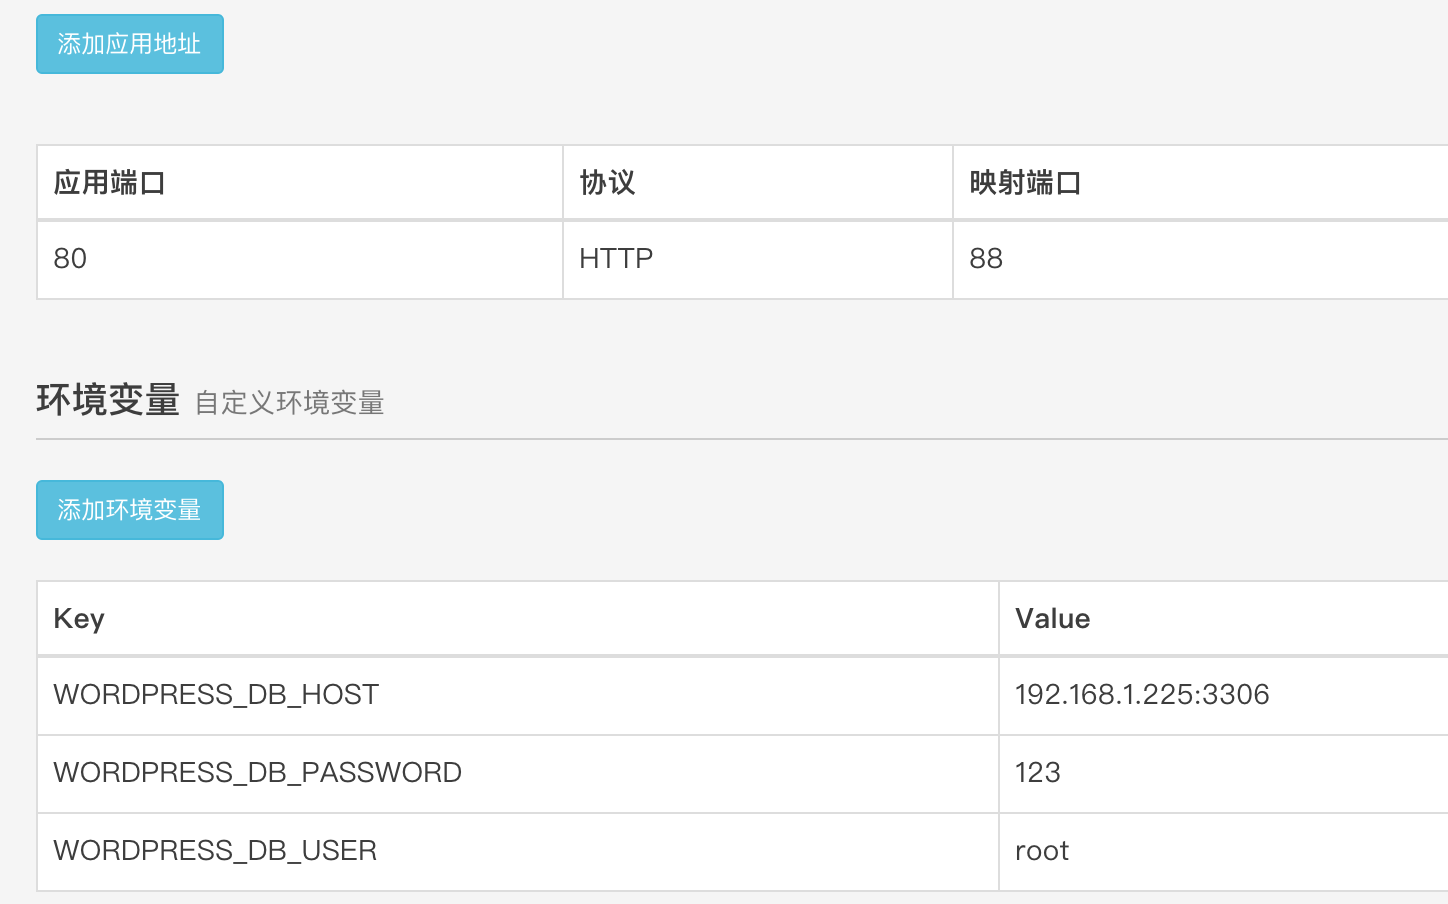 添加应用地址
应用端口 协议 映射端口
80 HTTP 88
环境变量 自定义环境变量
添加环境变量
Key Value
WORDPRESS_DB_HOST 192.168.1.225:3306
WORDPRESS_DB_PASSWORD 123
WORDPRESS_DB_USER root